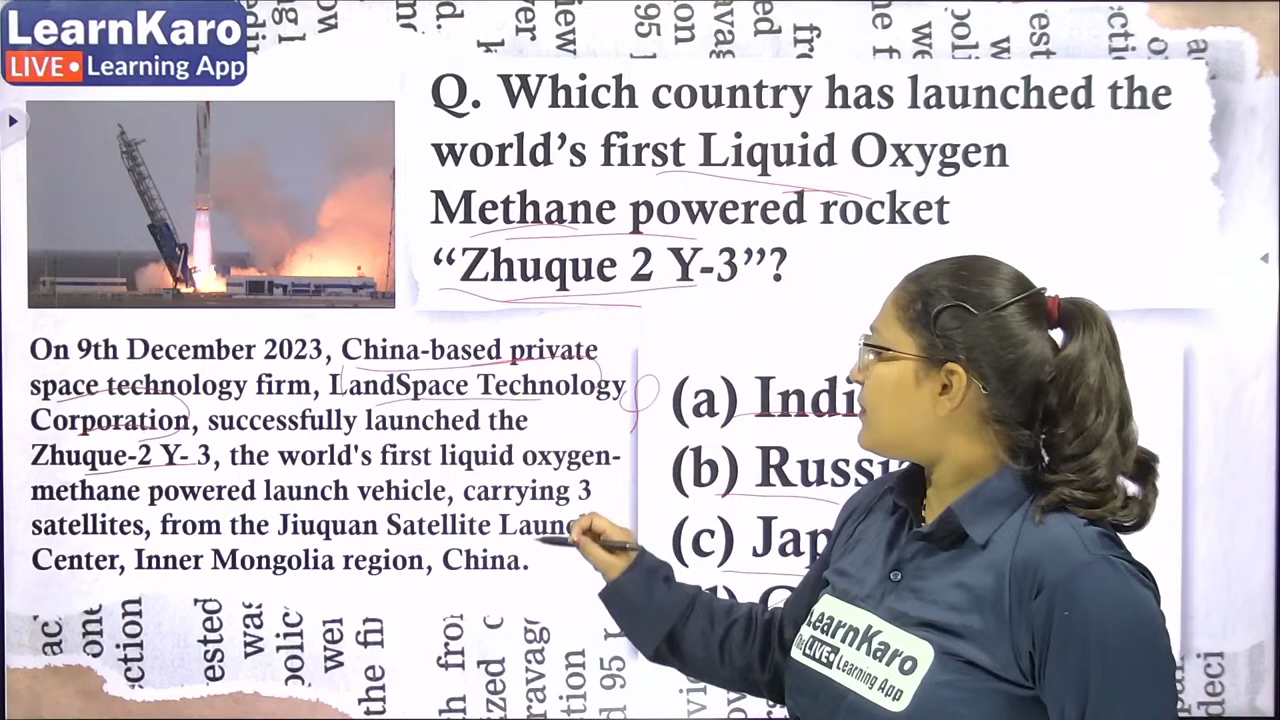 LearnKaro
LIVE • Learning App
Q. Which country has launched the
world's first Liquid Oxygen
Methane powered rocket
“Zhuque 2 Y-3”?
On 9th December 2023, China-based private
space technology firm, LandSpace Technology
Corporation, successfully launched the
Zhuque-2 Y- 3, the world's first liquid oxygen-
methane powered launch vehicle, carrying 3
satellites, from the Jiuquan Satellite
Center, Inner Mongolia region, China.
(a)
(b)
(c)
LearnKaro
The LIVE Learning App